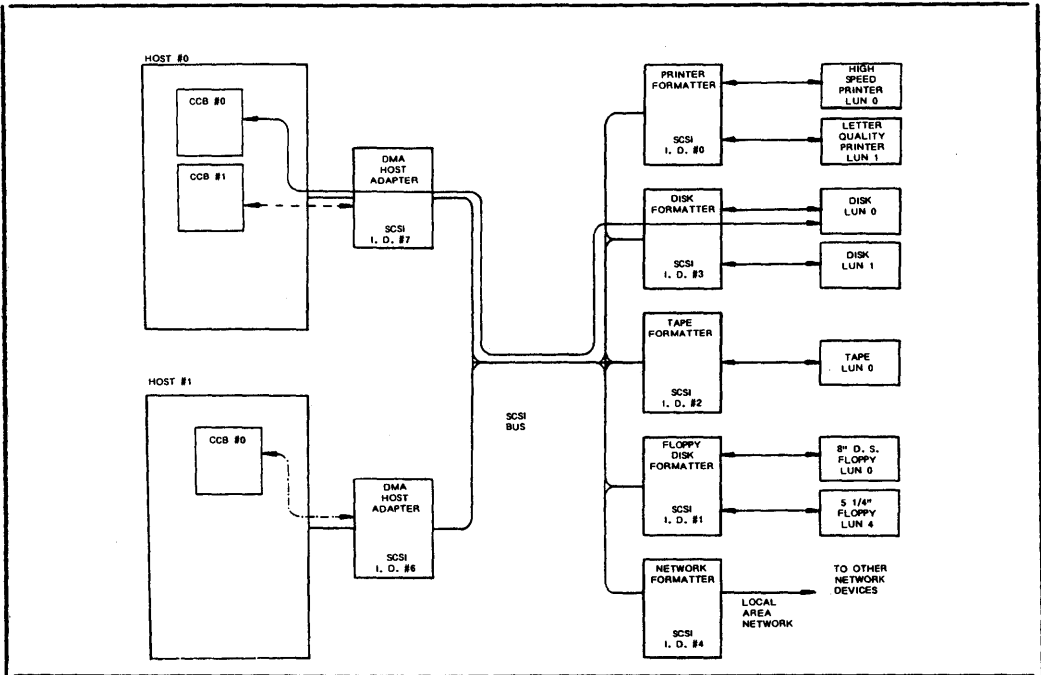 HOST #0
CCB #0
CCB #1
DMA
HOST
ADAPTER
SCSI
I. D. #7
HOST #1
CCB #0
DMA
HOST
ADAPTER
SCSI
I. D. #6
SCSI
BUS
PRINTER
FORMATTER
SCSI
I. D. #0
HIGH
SPEED
PRINTER
LUN 0
LETTER
QUALITY
PRINTER
LUN 1
DISK
FORMATTER
SCSI
I. D. #3
DISK
LUN 0
DISK
LUN 1
TAPE
FORMATTER
SCSI
I. D. #2
TAPE
LUN 0
FLOPPY
DISK
FORMATTER
SCSI
I. D. #1
8" D. S.
FLOPPY
LUN 0
5 1/4"
FLOPPY
LUN 4
NETWORK
FORMATTER
SCSI
I. D. #4
LOCAL
AREA
NETWORK
TO OTHER
NETWORK
DEVICES